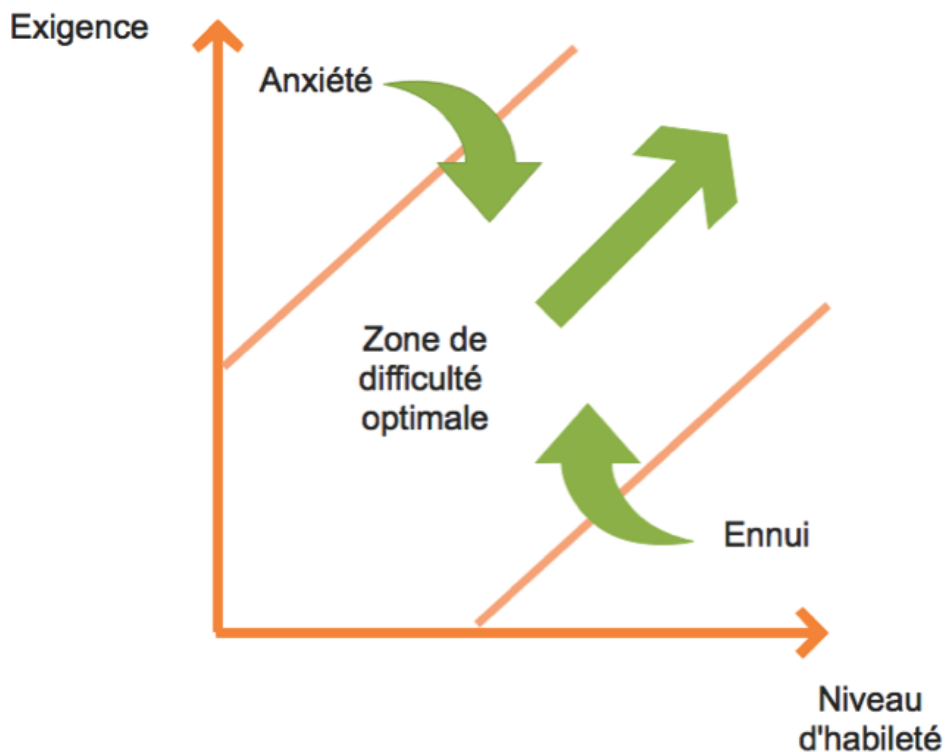 Exigence
Anxiété
Zone de
difficulté
optimale
Ennui
Niveau
d'habileté